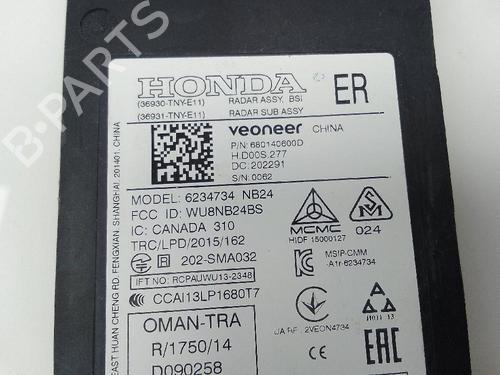 HONDA
ER
(36930-TNY-E11) RADAR ASSY, BSI
(36931-TNY-E11) RADAR SUB ASSY
veoneer CHINA
P/N: 680140600D
H.D00S.277
DC: 202291
S/N: 0062
MODEL: 6234734 NB24
FCC ID: WU8NB24BS
IC: CANADA 310
TRC/LPD/2015/162
MCMC
HIDF 15000127
SM
024
R 202-SMA032
MSIP-CMM
-A1r-6234734
IFT NO: RCPAUWU13-2348
CCAI13LP1680T7
OMAN-TRA
R/1750/14
D090258
UA RF: 2VEON4734
CE
EAC
EAST HUAN CHENG RD. FENGXIAN. SHANGHAI. 201401. CHINA
B-PARTS